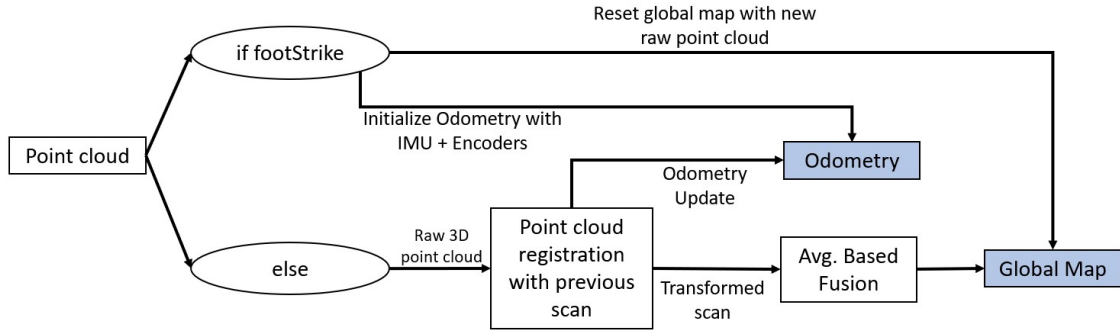 Reset global map with new
raw point cloud
if footStrike
Initialize Odometry with
IMU + Encoders
Point cloud
Odometry
Odometry
Update
Raw 3D
point cloud
Point cloud
registration
with previous
scan
else
Transformed
scan
Avg. Based
Fusion
Global Map